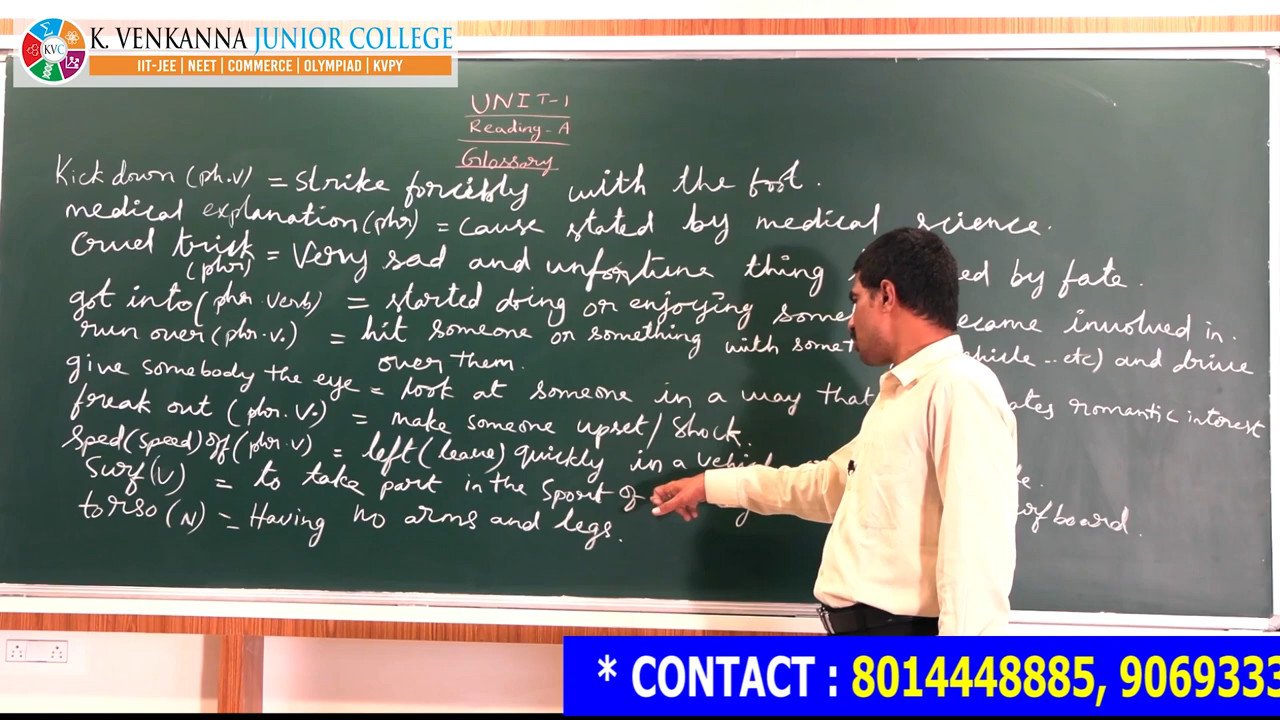 K. VENKANNA JUNIOR COLLEGE
KVC
IIT-JEE | NEET | COMMERCE | OLYMPIAD | KVPY
UNIT-1
Reading-A
Glossary
Kick down (ph.v) = strike forcibly with the foot.
medical explanation (phr) = cause stated by medical science.
cruel trick (phr) = Very sad and unfortune thing ed by fate.
got into (phr. verb) = started doing or enjoying some ecame involved in.
run over (phr.v.) = hit someone or something with somet ehicle .. etc) and drive
over them.
give somebody the eye = look at someone in a way that ates romantic interest
freak out (phr.v.) = make someone upset/shock.
sped (speed) off (phr.v) = left (leave) quickly in a vehicle
Surf (v) = to take part in the sport of urfboard.
torso (N) = Having no arms and legs.
* CONTACT : 8014448885, 9069333